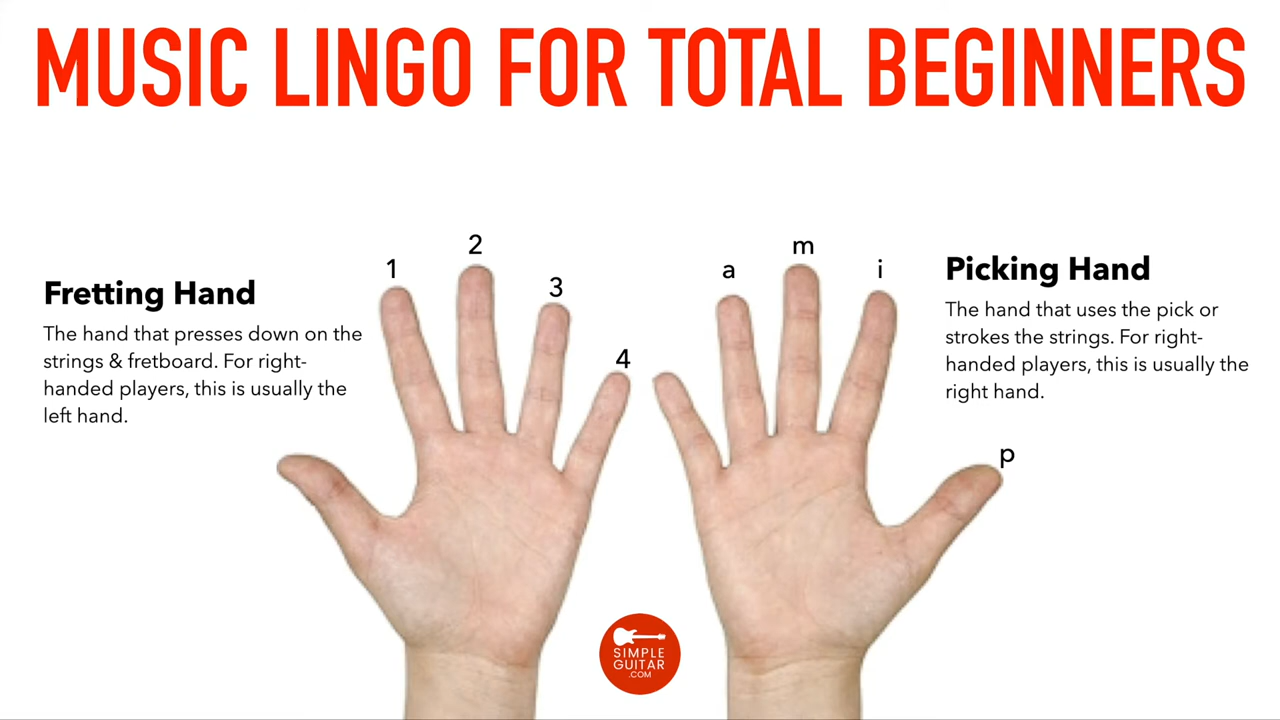 MUSIC LINGO FOR TOTAL BEGINNERS
Fretting Hand
The hand that presses down on the
strings & fretboard. For right-
handed players, this is usually the
left hand.
1
2
3
4
a
m
i
p
Picking Hand
The hand that uses the pick or
strokes the strings. For right-
handed players, this is usually the
right hand.
SIMPLE
GUITAR
.COM